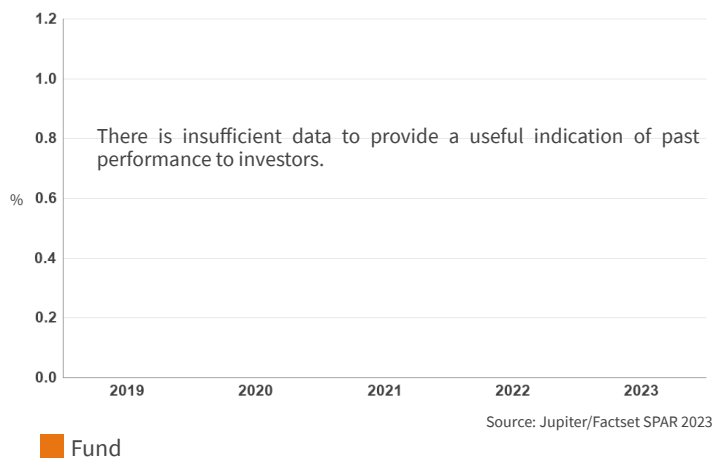 1.2
1.0
There is insufficient data to provide a useful indication of past
0.8
performance to investors.
% 0.6
0.4
0.2
0.0
2019 2020 2021 2022 2023
Source: Jupiter/Factset SPAR 2023
Fund